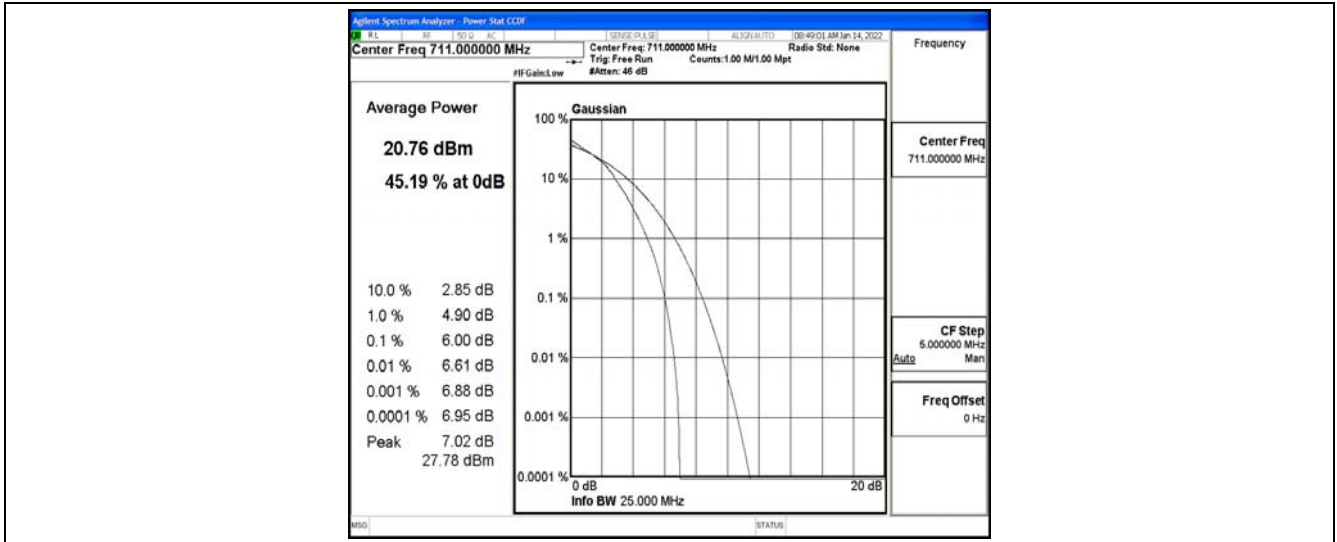 Agilent Spectrum Analyzer - Power Stat CCDF
RL RF 50 Ω AC SENSE:PULSE ALIGNAUTO 08:49:01 AM Jan 14, 2022
Center Freq 711.000000 MHz
Center Freq: 711.000000 MHz Radio Std: None
Trig: Free Run Counts:1.00 M/1.00 Mpt
#IFGain:Low #Atten: 46 dB
Frequency
Average Power
20.76 dBm
45.19 % at 0dB
10.0 % 2.85 dB
1.0 % 4.90 dB
0.1 % 6.00 dB
0.01 % 6.61 dB
0.001 % 6.88 dB
0.0001 % 6.95 dB
Peak 7.02 dB
27.78 dBm
Gaussian
100 %
10 %
1 %
0.1 %
0.01 %
0.001 %
0.0001 %
0 dB 20 dB
Info BW 25.000 MHz
Center Freq
711.000000 MHz
CF Step
5.000000 MHz
Auto Man
Freq Offset
0 Hz
MSG STATUS